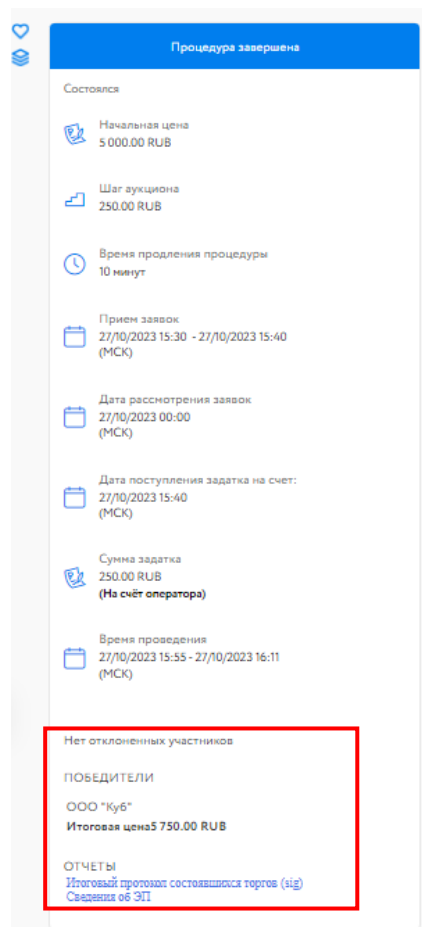 Процедура завершена
Состоялся
Начальная цена
5 000.00 RUB
Шаг аукциона
250.00 RUB
Время продления процедуры
10 минут
Прием заявок
27/10/2023 15:30 - 27/10/2023 15:40
(МСК)
Дата рассмотрения заявок
27/10/2023 00:00
(МСК)
Дата поступления задатка на счет:
27/10/2023 15:40
(МСК)
Сумма задатка
250.00 RUB
(На счёт оператора)
Время проведения
27/10/2023 15:55 - 27/10/2023 16:11
(МСК)
Нет отклоненных участников
ПОБЕДИТЕЛИ
ООО "Куб"
Итоговая цена5 750.00 RUB
ОТЧЕТЫ
Итоговый протокол состоявшихся торгов (sig)
Сведения об ЭП